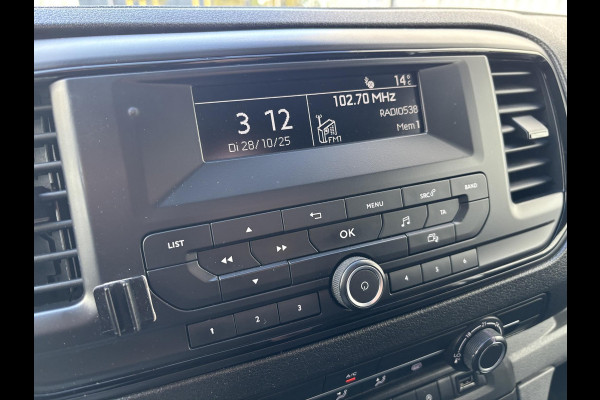 14 °C
102.70 MHz
3 12
RADIO538
FM1
Mem 1
Di 28/10/25
LIST
MENU
SRC
BAND
OK
TA
1 2 3
4 5 6
A/C